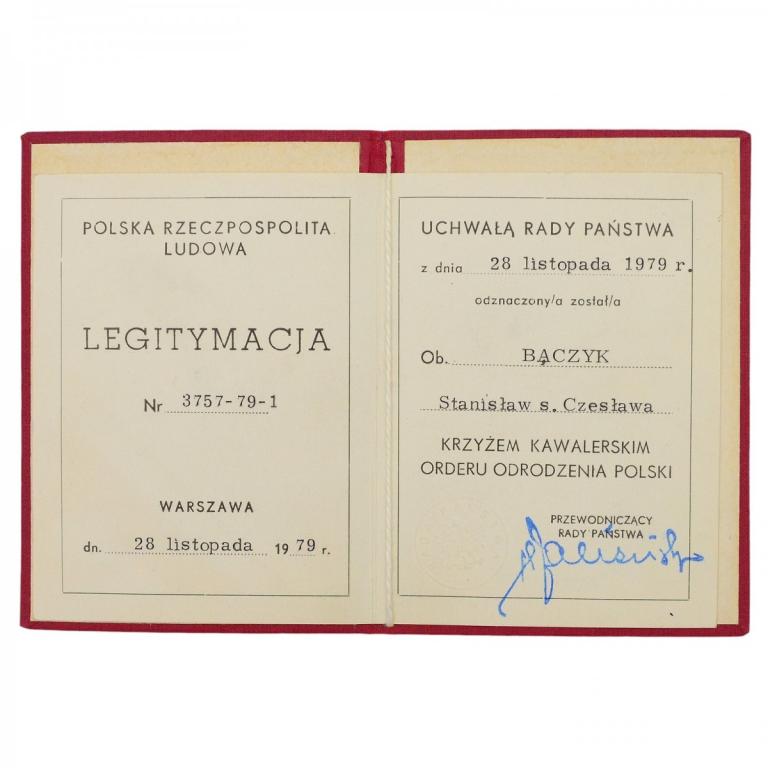 POLSKA RZECZPOSPOLITA
LUDOWA
LEGITYMACJA
Nr 3757-79-1
WARSZAWA
dn. 28 listopada 1979 r.
UCHWAŁĄ RADY PAŃSTWA
z dnia 28 listopada 1979 r.
odznaczony/a został/a
Ob. BĄCZYK
Stanisław s. Czesława
KRZYŻEM KAWALERSKIM
ORDERU ODRODZENIA POLSKI
PRZEWODNICZĄCY
RADY PAŃSTWA